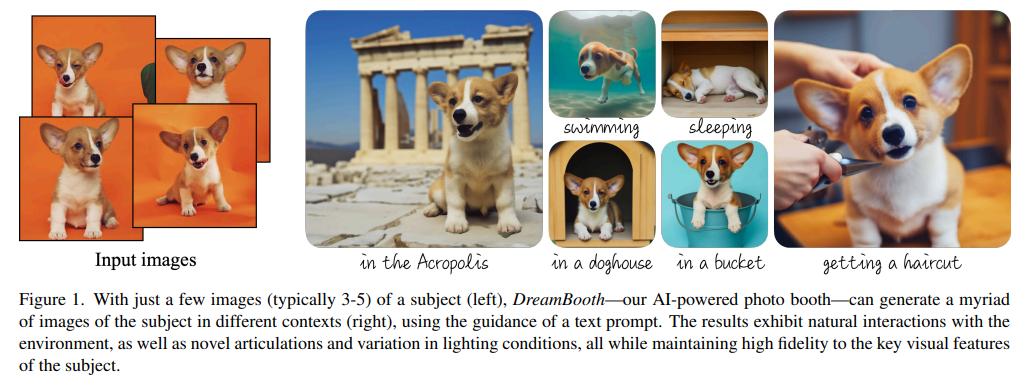 swimming
sleeping
Input images
in the Acropolis
in a doghouse
in a bucket
getting a haircut
Figure 1. With just a few images (typically 3-5) of a subject (left), DreamBooth—our AI-powered photo booth—can generate a myriad
of images of the subject in different contexts (right), using the guidance of a text prompt. The results exhibit natural interactions with the
environment, as well as novel articulations and variation in lighting conditions, all while maintaining high fidelity to the key visual features
of the subject.